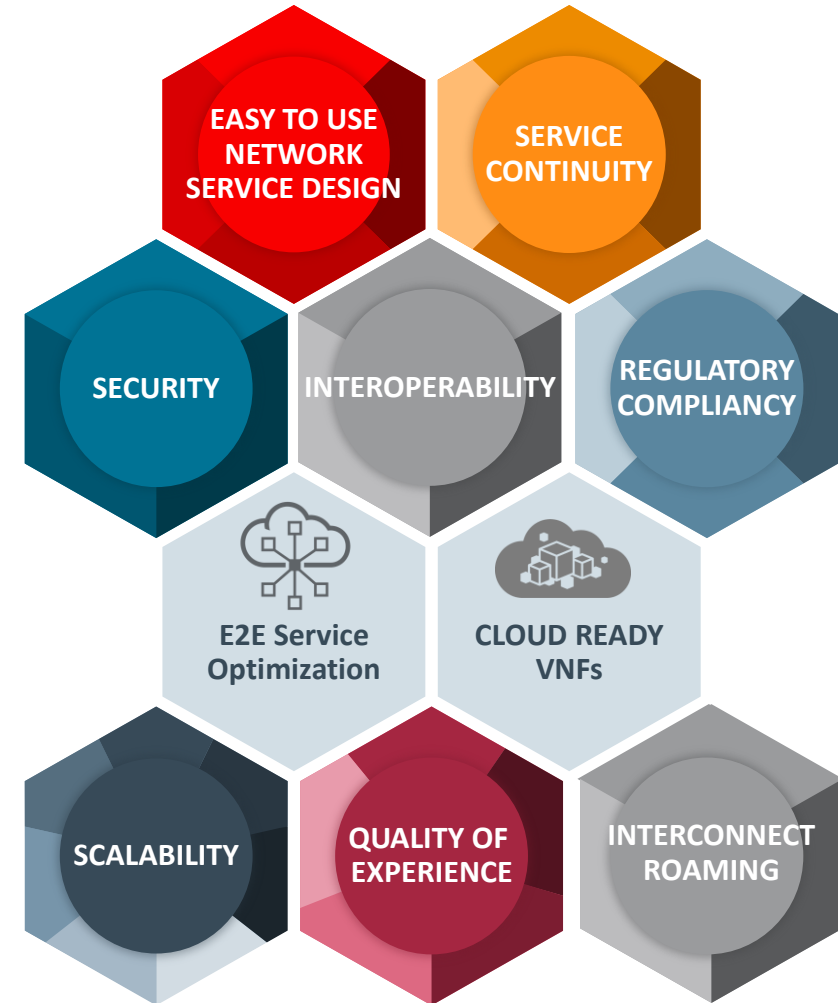 EASY TO USE
NETWORK
SERVICE DESIGN
SERVICE
CONTINUITY
SECURITY
INTEROPERABILITY
REGULATORY
COMPLIANCY
E2E Service
Optimization
CLOUD READY
VNFs
SCALABILITY
QUALITY OF
EXPERIENCE
INTERCONNECT
ROAMING